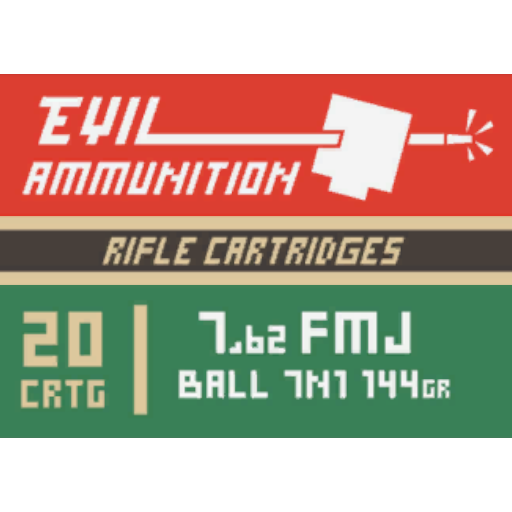 EVIL
AMMUNITION
RIFLE CARTRIDGES
20
CRTG
7.62 FMJ
BALL 7N1 144GR